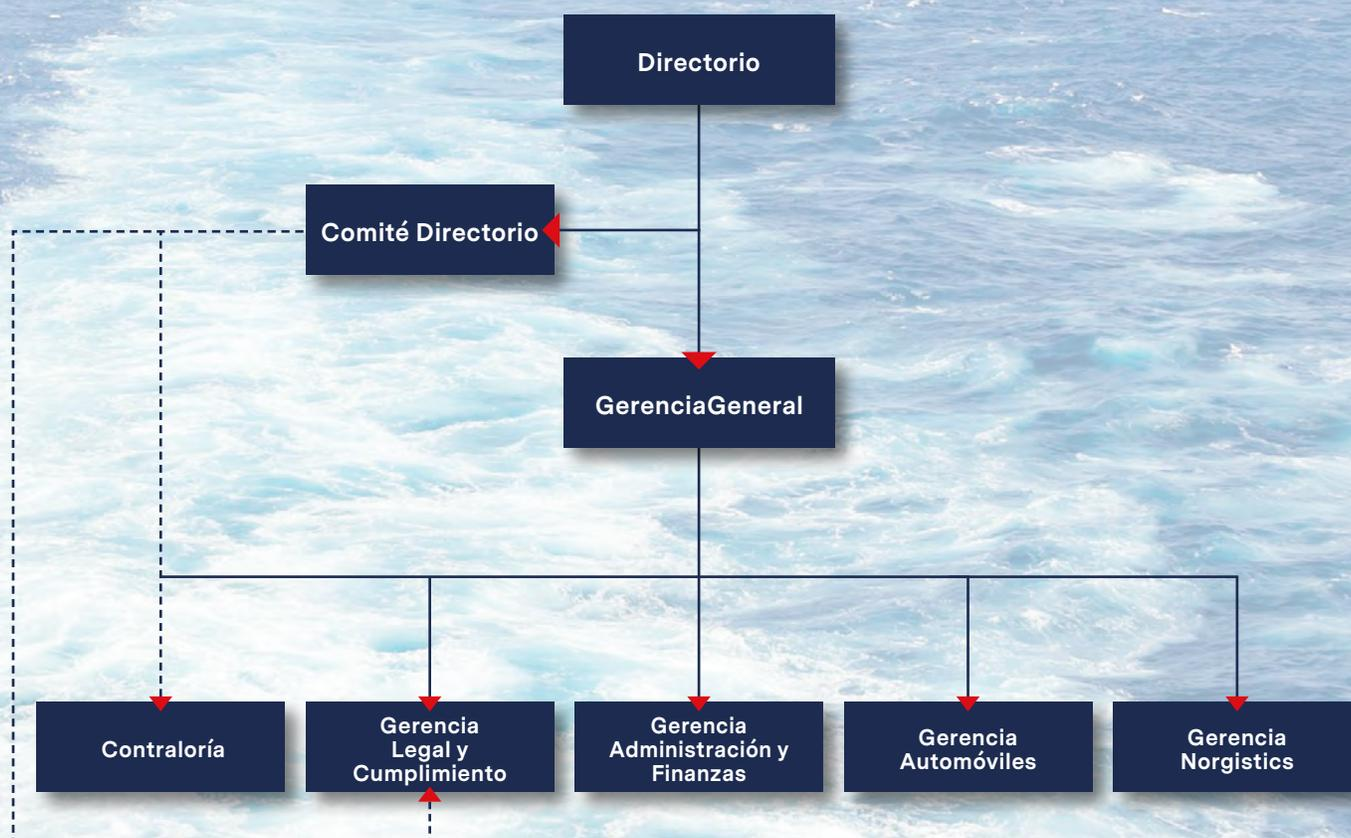 Directorio
Comité Directorio
GerenciaGeneral
Contraloría
Gerencia
Legal y
Cumplimiento
Gerencia
Administración y
Finanzas
Gerencia
Automóviles
Gerencia
Norgistics